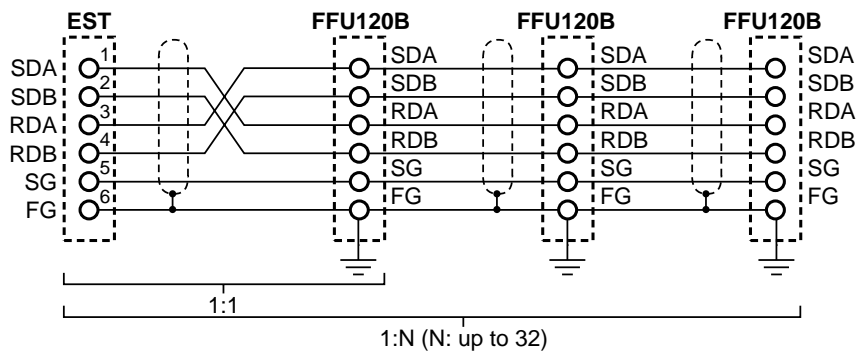 EST FFU120B FFU120B FFU120B
SDA 1 SDA SDA SDA
SDB 2 SDB SDB SDB
RDA 3 RDA RDA RDA
RDB 4 RDB RDB RDB
SG 5 SG SG SG
FG 6 FG FG FG
1:1
1:N (N: up to 32)